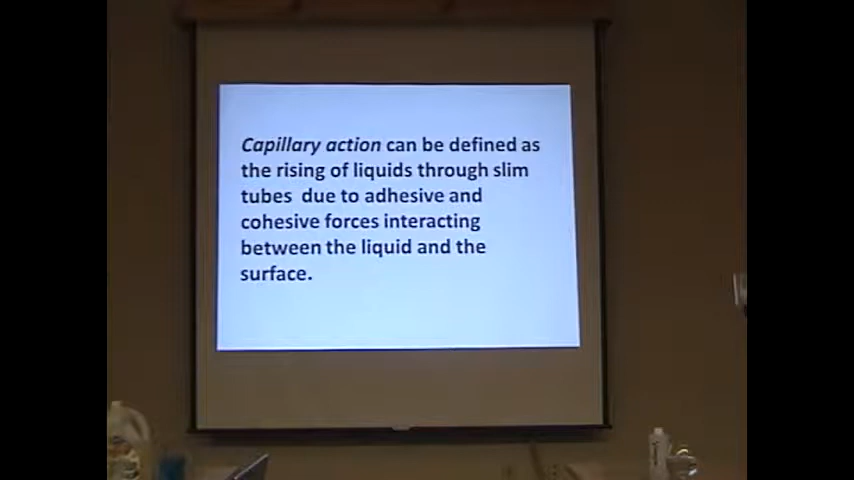 Capillary action can be defined as
the rising of liquids through slim
tubes due to adhesive and
cohesive forces interacting
between the liquid and the
surface.